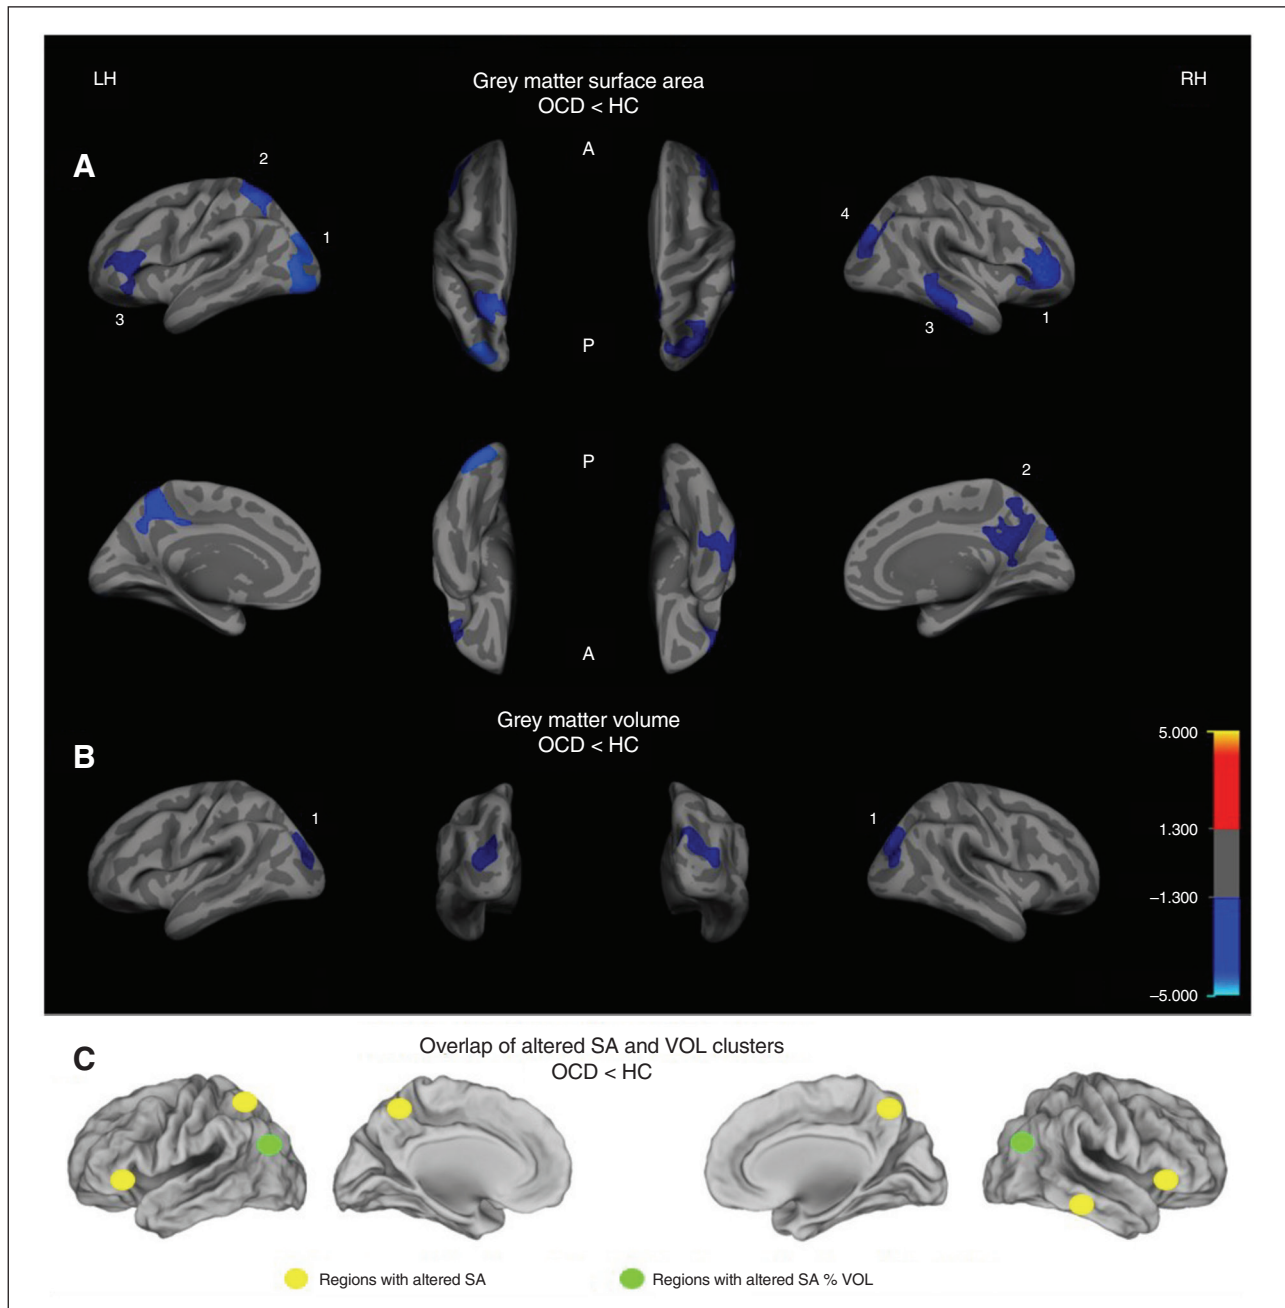 LH
Grey matter surface area
OCD < HC
RH
A
A
2
1
3
4
3
1
P
P
2
A
Grey matter volume
OCD < HC
B
1
1
5.000
1.300
–1.300
–5.000
C
Overlap of altered SA and VOL clusters
OCD < HC
Regions with altered SA
Regions with altered SA % VOL